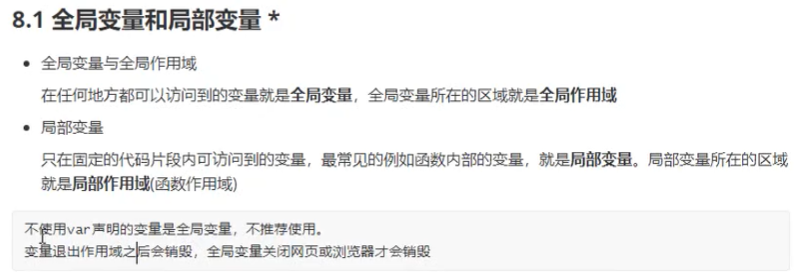 8.1 全局变量和局部变量 *
全局变量与全局作用域
在任何地方都可以访问到的变量就是全局变量，全局变量所在的区域就是全局作用域
局部变量
只在固定的代码片段内可访问到的变量，最常见的例如函数内部的变量，就是局部变量。局部变量所在的区域
就是局部作用域(函数作用域)
不使用var声明的变量是全局变量，不推荐使用。
变量退出作用域之后会销毁，全局变量关闭网页或浏览器才会销毁